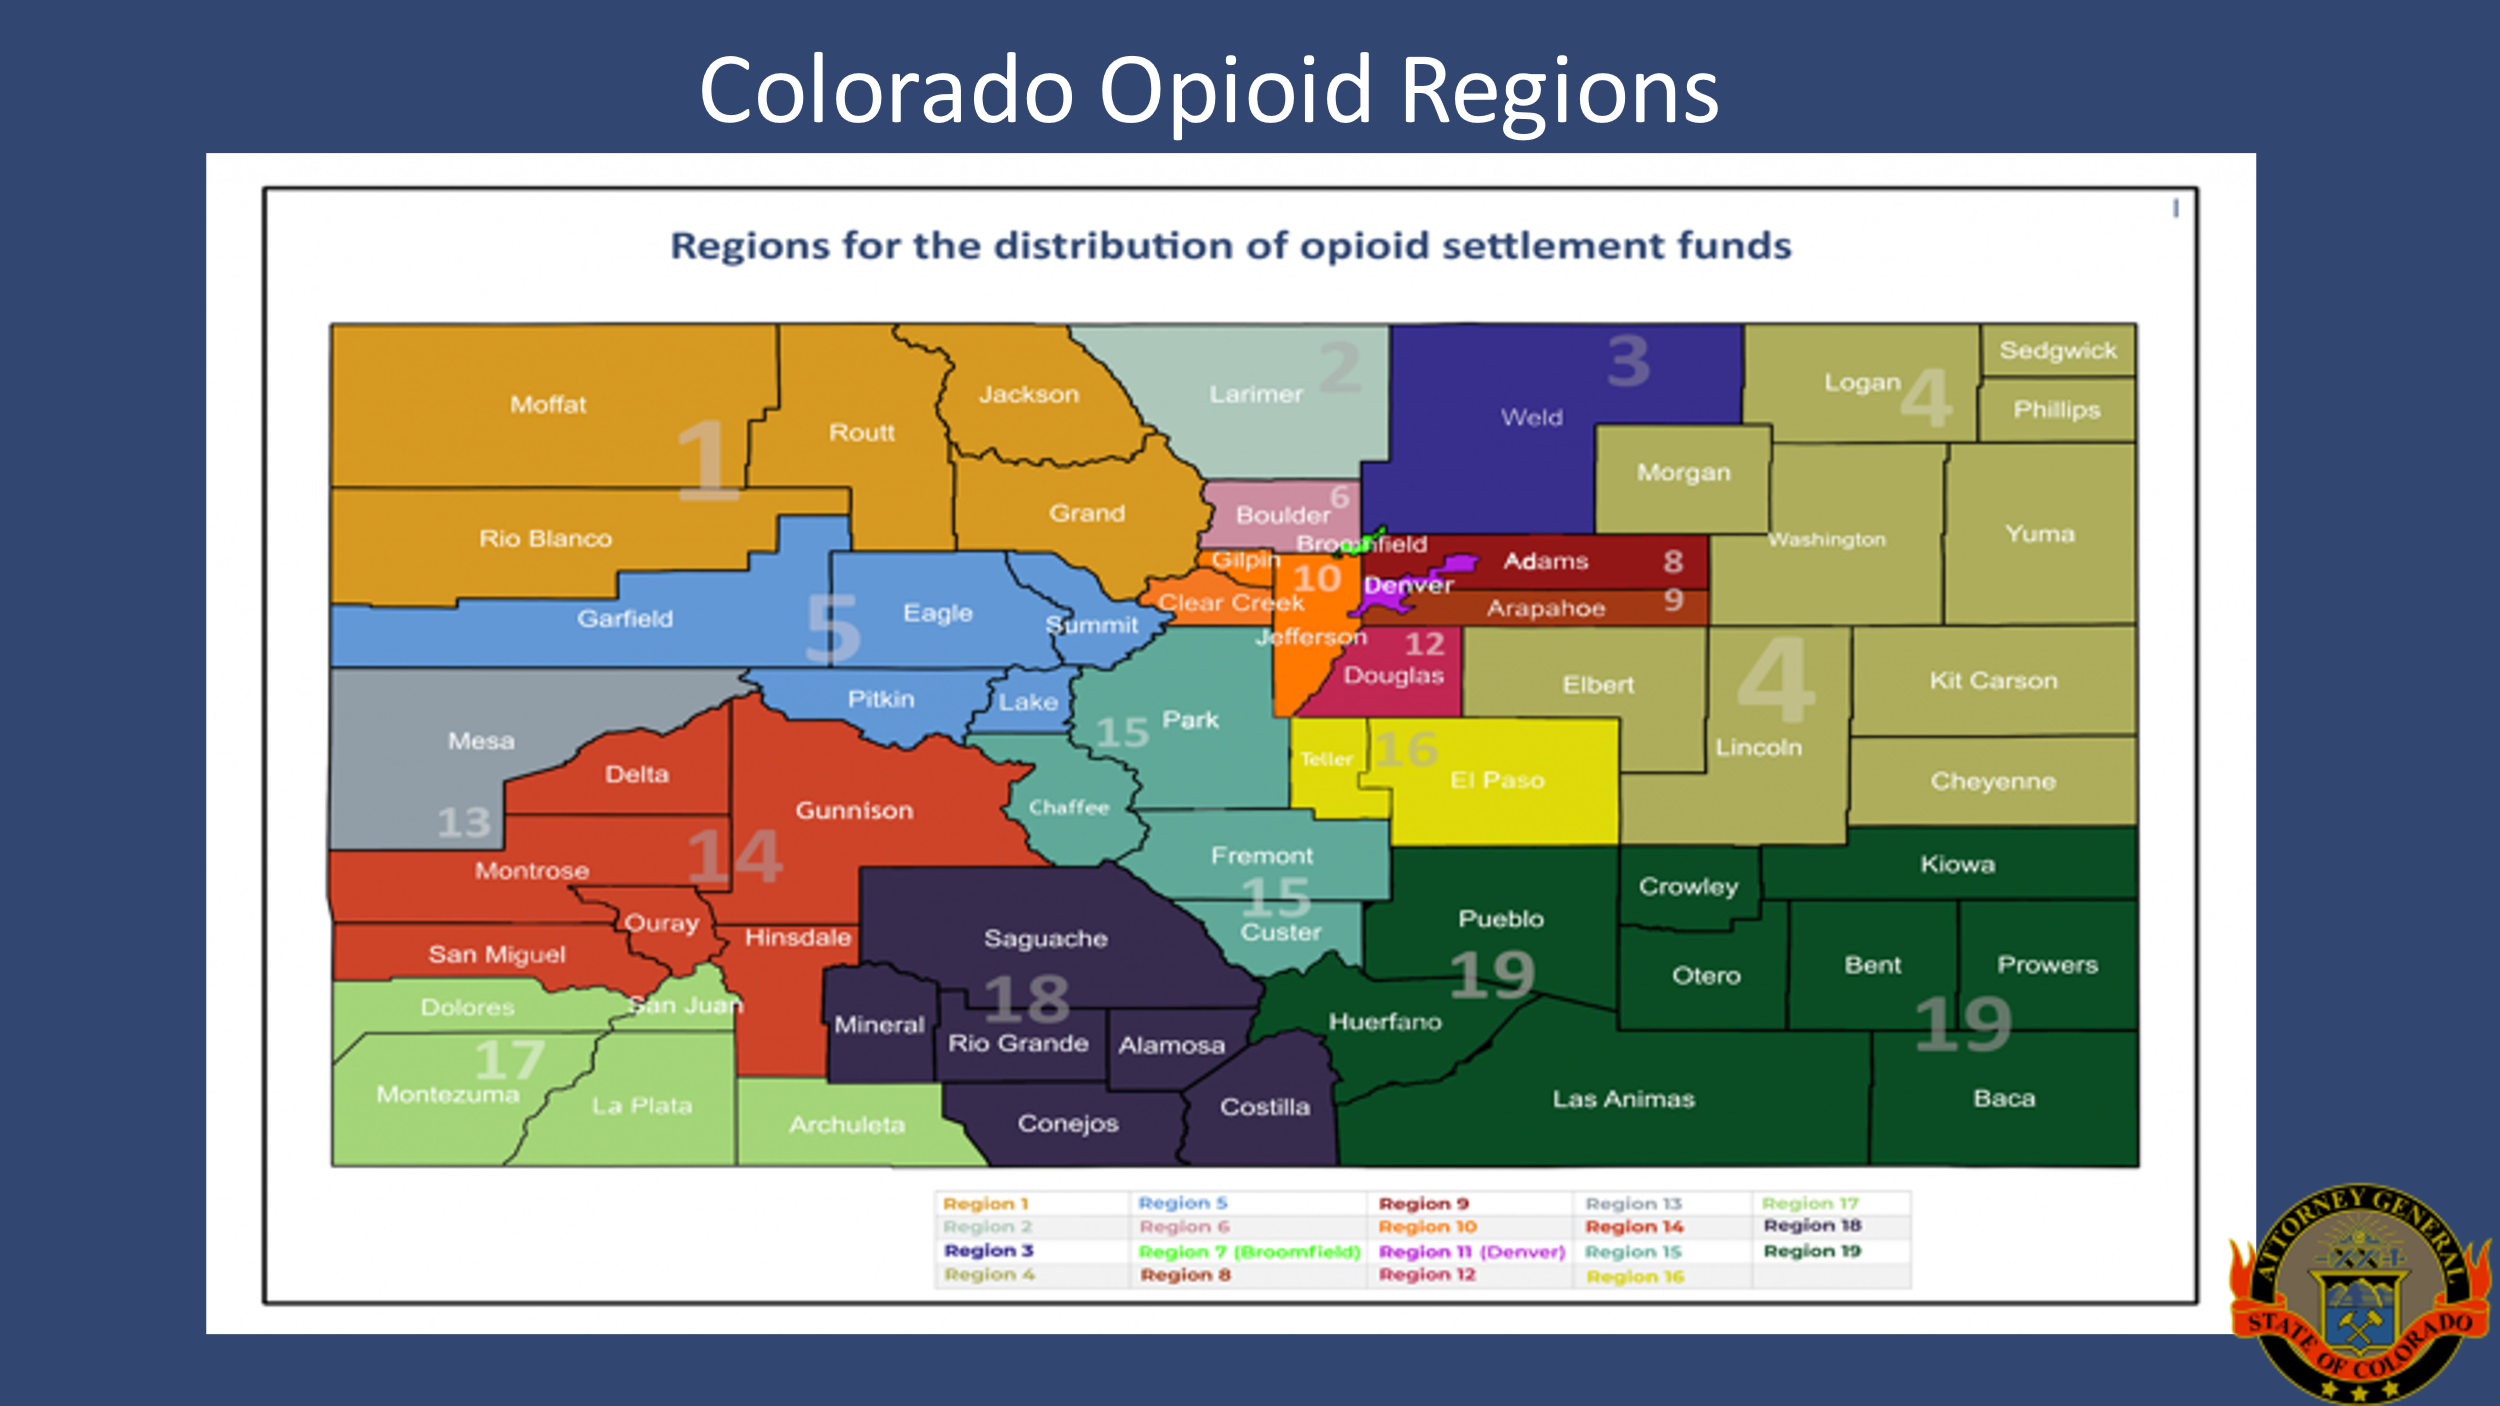 Colorado Opioid Regions
Regions for the distribution of opioid settlement funds
Moffat
1
Routt
Jackson
Larimer
2
Weld
3
Logan
4
Sedgwick
Phillips
Morgan
Washington
Yuma
Rio Blanco
Grand
Boulder
6
Broomfield
Gilpin
10
Clear Creek
Jefferson
Adams
8
Denver
Arapahoe
9
Garfield
5
Eagle
Summit
12
Douglas
Elbert
4
Lincoln
Kit Carson
Cheyenne
Mesa
13
Pitkin
Lake
15
Park
Teller
16
El Paso
Delta
Gunnison
Chaffee
14
Montrose
Fremont
15
Custer
Pueblo
19
Crowley
Kiowa
Ouray
Hinsdale
Saguache
San Miguel
18
Otero
Bent
Prowers
19
Dolores
San Juan
17
Mineral
Rio Grande
Alamosa
Huerfano
Montezuma
La Plata
Archuleta
Conejos
Costilla
Las Animas
Baca
Region 1 Region 5 Region 9 Region 13 Region 17
Region 2 Region 6 Region 10 Region 14 Region 18
Region 3 Region 7 (Broomfield) Region 11 (Denver) Region 15 Region 19
Region 4 Region 8 Region 12 Region 16
ATTORNEY GENERAL
STATE OF COLORADO